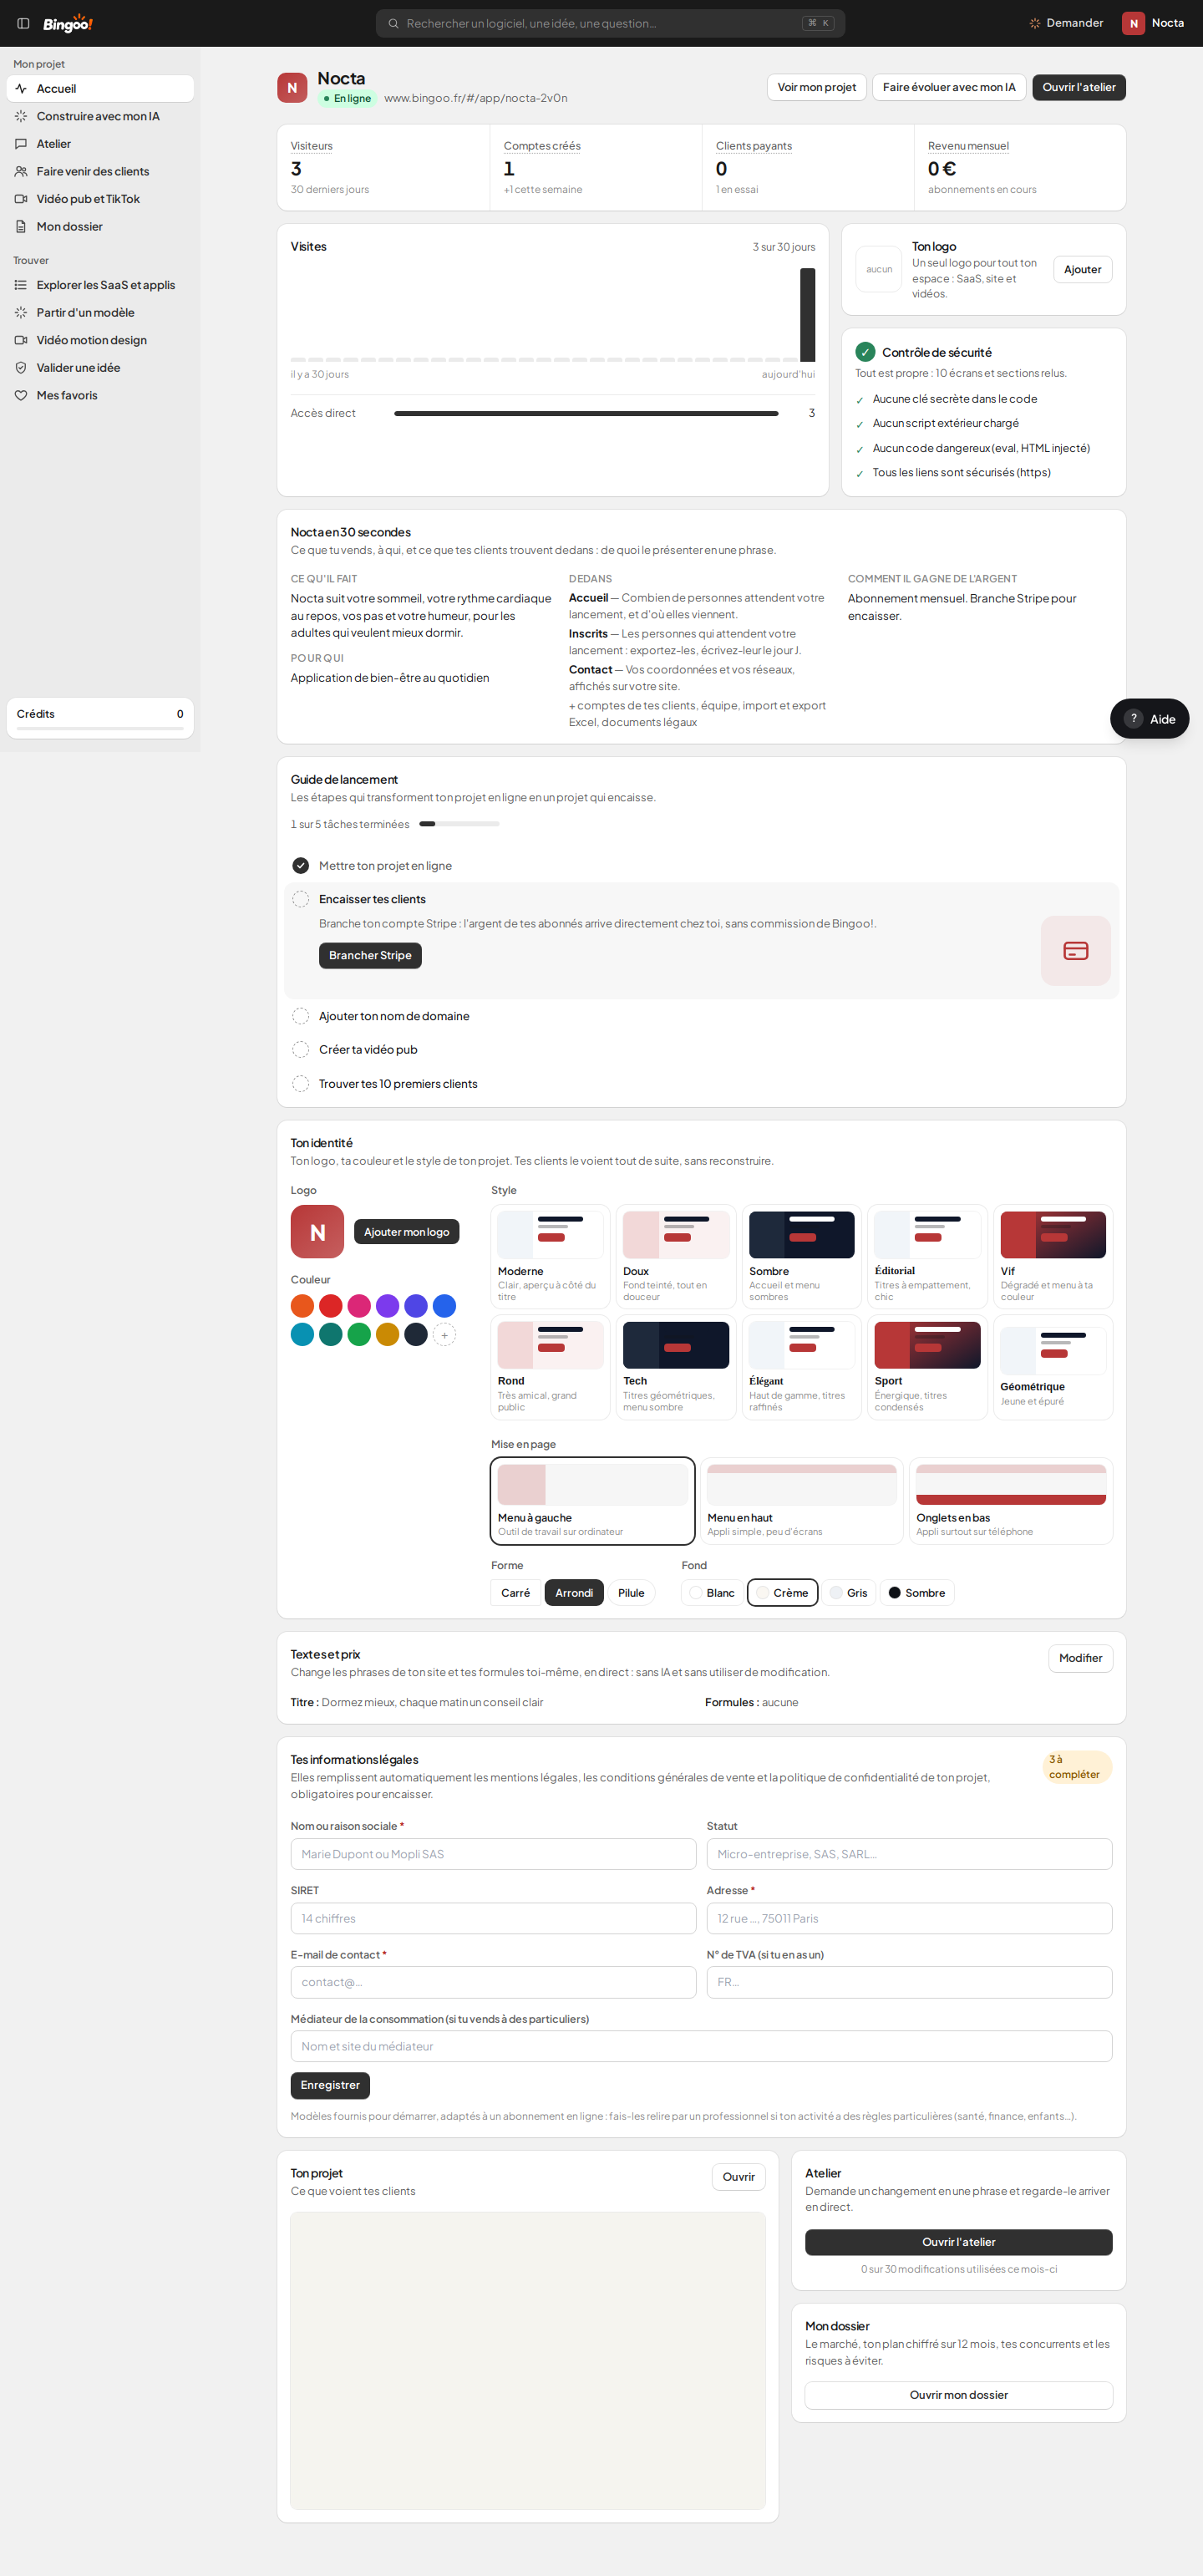 Bingoo!
Rechercher un logiciel, une idée, une question...
⌘ K
Demander
N
Nocta
Mon projet
Accueil
Construire avec mon IA
Atelier
Faire venir des clients
Vidéo pub et TikTok
Mon dossier
Trouver
Explorer les SaaS et applis
Partir d'un modèle
Vidéo motion design
Valider une idée
Mes favoris
Crédits
0
N
Nocta
En ligne
www.bingoo.fr/#/app/nocta-2v0n
Voir mon projet
Faire évoluer avec mon IA
Ouvrir l'atelier
Visiteurs
3
30 derniers jours
Comptes créés
1
+1 cette semaine
Clients payants
0
1 en essai
Revenu mensuel
0 €
abonnements en cours
Visites
3 sur 30 jours
il y a 30 jours
aujourd'hui
Accès direct
3
aucun
Ton logo
Un seul logo pour tout ton
espace : SaaS, site et
vidéos.
Ajouter
✓ Contrôle de sécurité
Tout est propre : 10 écrans et sections relus.
✓ Aucune clé secrète dans le code
✓ Aucun script extérieur chargé
✓ Aucun code dangereux (eval, HTML injecté)
✓ Tous les liens sont sécurisés (https)
Nocta en 30 secondes
Ce que tu vends, à qui, et ce que tes clients trouvent dedans : de quoi le présenter en une phrase.
CE QU'IL FAIT
Nocta suit votre sommeil, votre rythme cardiaque
au repos, vos pas et votre humeur, pour les
adultes qui veulent mieux dormir.
POUR QUI
Application de bien-être au quotidien
DEDANS
Accueil — Combien de personnes attendent votre
lancement, et d'où elles viennent.
Inscrits — Les personnes qui attendent votre
lancement : exportez-les, écrivez-leur le jour J.
Contact — Vos coordonnées et vos réseaux,
affichés sur votre site.
+ comptes de tes clients, équipe, import et export
Excel, documents légaux
COMMENT IL GAGNE DE L'ARGENT
Abonnement mensuel. Branche Stripe pour
encaisser.
? Aide
Guide de lancement
Les étapes qui transforment ton projet en ligne en un projet qui encaisse.
1 sur 5 tâches terminées
Mettre ton projet en ligne
Encaisser tes clients
Branche ton compte Stripe : l'argent de tes abonnés arrive directement chez toi, sans commission de Bingoo!.
Brancher Stripe
Ajouter ton nom de domaine
Créer ta vidéo pub
Trouver tes 10 premiers clients
Ton identité
Ton logo, ta couleur et le style de ton projet. Tes clients le voient tout de suite, sans reconstruire.
Logo
N
Ajouter mon logo
Couleur
+
Style
Moderne
Clair, aperçu à côté du
titre
Doux
Fond teinté, tout en
douceur
Sombre
Accueil et menu
sombres
Éditorial
Titres à empattement,
chic
Vif
Dégradé et menu à ta
couleur
Rond
Très amical, grand
public
Tech
Titres géométriques,
menu sombre
Élégant
Haut de gamme, titres
raffinés
Sport
Énergique, titres
condensés
Géométrique
Jeune et épuré
Mise en page
Menu à gauche
Outil de travail sur ordinateur
Menu en haut
Appli simple, peu d'écrans
Onglets en bas
Appli surtout sur téléphone
Forme
Carré
Arrondi
Pilule
Fond
Blanc
Crème
Gris
Sombre
Textes et prix
Change les phrases de ton site et tes formules toi-même, en direct : sans IA et sans utiliser de modification.
Modifier
Titre : Dormez mieux, chaque matin un conseil clair
Formules : aucune
Tes informations légales
Elles remplissent automatiquement les mentions légales, les conditions générales de vente et la politique de confidentialité de ton projet,
obligatoires pour encaisser.
3 à
compléter
Nom ou raison sociale *
Marie Dupont ou Mopli SAS
Statut
Micro-entreprise, SAS, SARL...
SIRET
14 chiffres
Adresse *
12 rue ..., 75011 Paris
E-mail de contact *
contact@...
N° de TVA (si tu en as un)
FR...
Médiateur de la consommation (si tu vends à des particuliers)
Nom et site du médiateur
Enregistrer
Modèles fournis pour démarrer, adaptés à un abonnement en ligne : fais-les relire par un professionnel si ton activité a des règles particulières (santé, finance, enfants...).
Ton projet
Ce que voient tes clients
Ouvrir
Atelier
Demande un changement en une phrase et regarde-le arriver
en direct.
Ouvrir l'atelier
0 sur 30 modifications utilisées ce mois-ci
Mon dossier
Le marché, ton plan chiffré sur 12 mois, tes concurrents et les
risques à éviter.
Ouvrir mon dossier